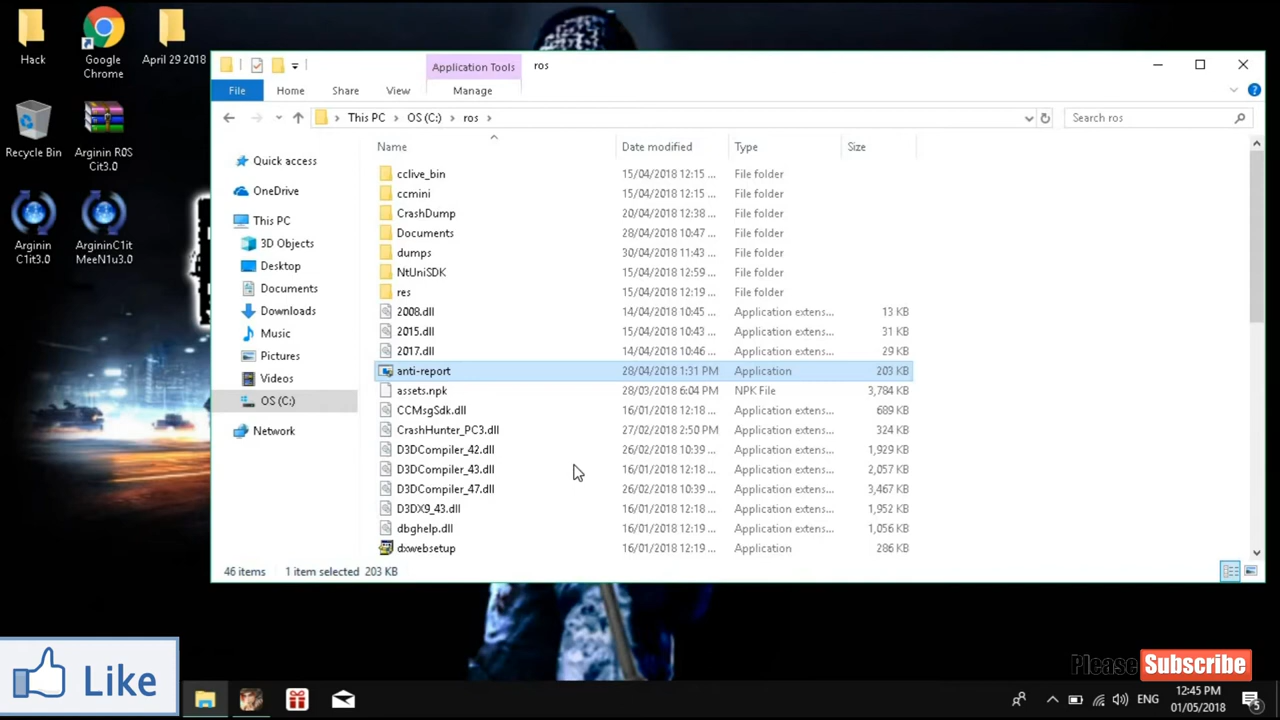 Hack
Google
Chrome
April 29 2018
Recycle Bin
Arginin R0S
Cit3.0
Arginin
C1it3.0
ArgininC1it
MeeN1u3.0
Application Tools
ros
File
Home
Share
View
Manage
This PC
OS (C:)
ros
Search ros
Quick access
OneDrive
This PC
3D Objects
Desktop
Documents
Downloads
Music
Pictures
Videos
OS (C:)
Network
Name Date modified Type Size
cclive_bin 15/04/2018 12:15 ... File folder
ccmini 15/04/2018 12:15 ... File folder
CrashDump 20/04/2018 12:38 ... File folder
Documents 28/04/2018 10:47 ... File folder
dumps 30/04/2018 11:43 ... File folder
NtUniSDK 15/04/2018 12:59 ... File folder
res 15/04/2018 12:19 ... File folder
2008.dll 14/04/2018 10:45 ... Application extens... 13 KB
2015.dll 15/04/2018 10:43 ... Application extens... 31 KB
2017.dll 14/04/2018 10:46 ... Application extens... 29 KB
anti-report 28/04/2018 1:31 PM Application 203 KB
assets.npk 28/03/2018 6:04 PM NPK File 3,784 KB
CCMsgSdk.dll 16/01/2018 12:18 ... Application extens... 689 KB
CrashHunter_PC3.dll 27/02/2018 2:50 PM Application extens... 324 KB
D3DCompiler_42.dll 26/02/2018 10:39 ... Application extens... 1,929 KB
D3DCompiler_43.dll 16/01/2018 12:18 ... Application extens... 2,057 KB
D3DCompiler_47.dll 26/02/2018 10:39 ... Application extens... 3,467 KB
D3DX9_43.dll 16/01/2018 12:18 ... Application extens... 1,952 KB
dbghelp.dll 16/01/2018 12:19 ... Application extens... 1,056 KB
dxwebsetup 16/01/2018 12:19 ... Application 286 KB
46 items 1 item selected 203 KB
Like
Please Subscribe
ENG
12:45 PM
01/05/2018
5